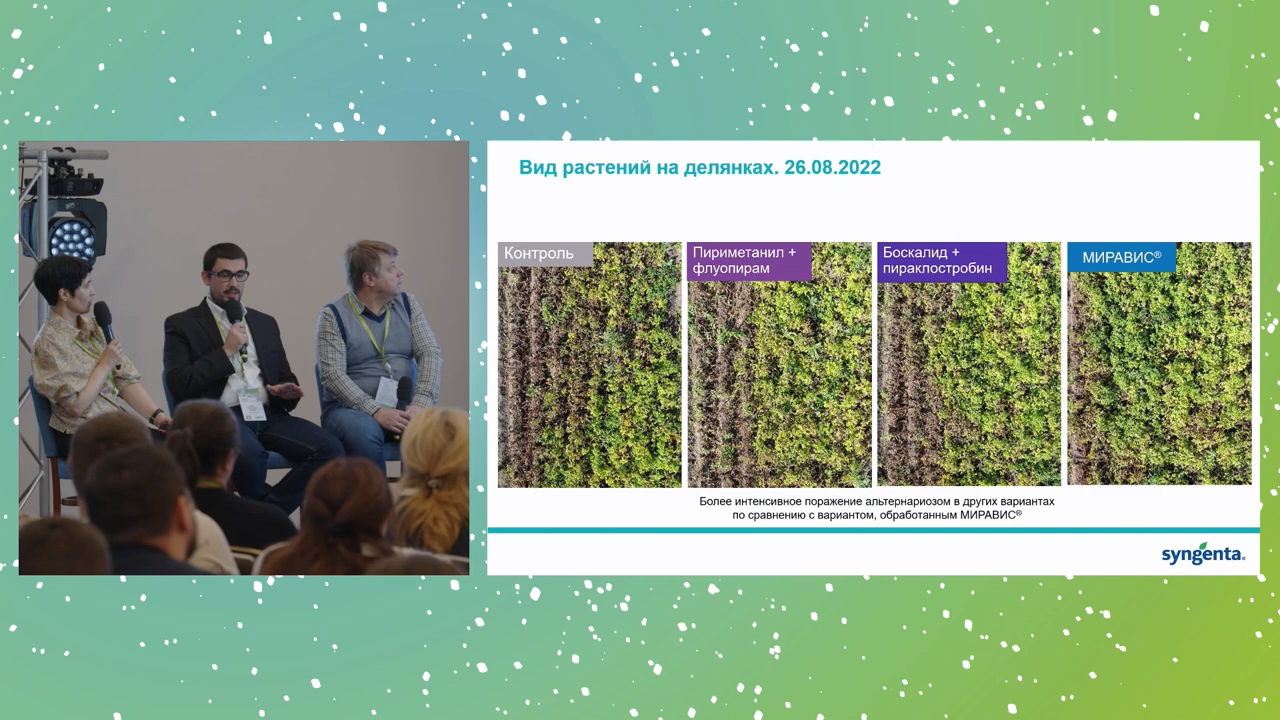 Вид растений на делянках. 26.08.2022
Контроль
Пириметанил +
флуопирам
Боскалид +
пираклостробин
МИРАВИС®
Более интенсивное поражение альтернариозом в других вариантах
по сравнению с вариантом, обработанным МИРАВИС®
syngenta.